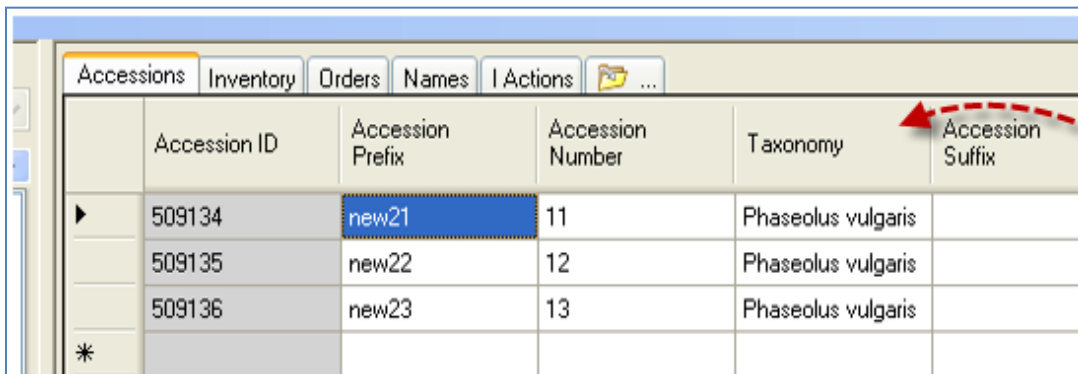 Accessions Inventory Orders Names I Actions ...
Accession ID Accession Prefix Accession Number Taxonomy Accession Suffix
509134 new21 11 Phaseolus vulgaris
509135 new22 12 Phaseolus vulgaris
509136 new23 13 Phaseolus vulgaris
*